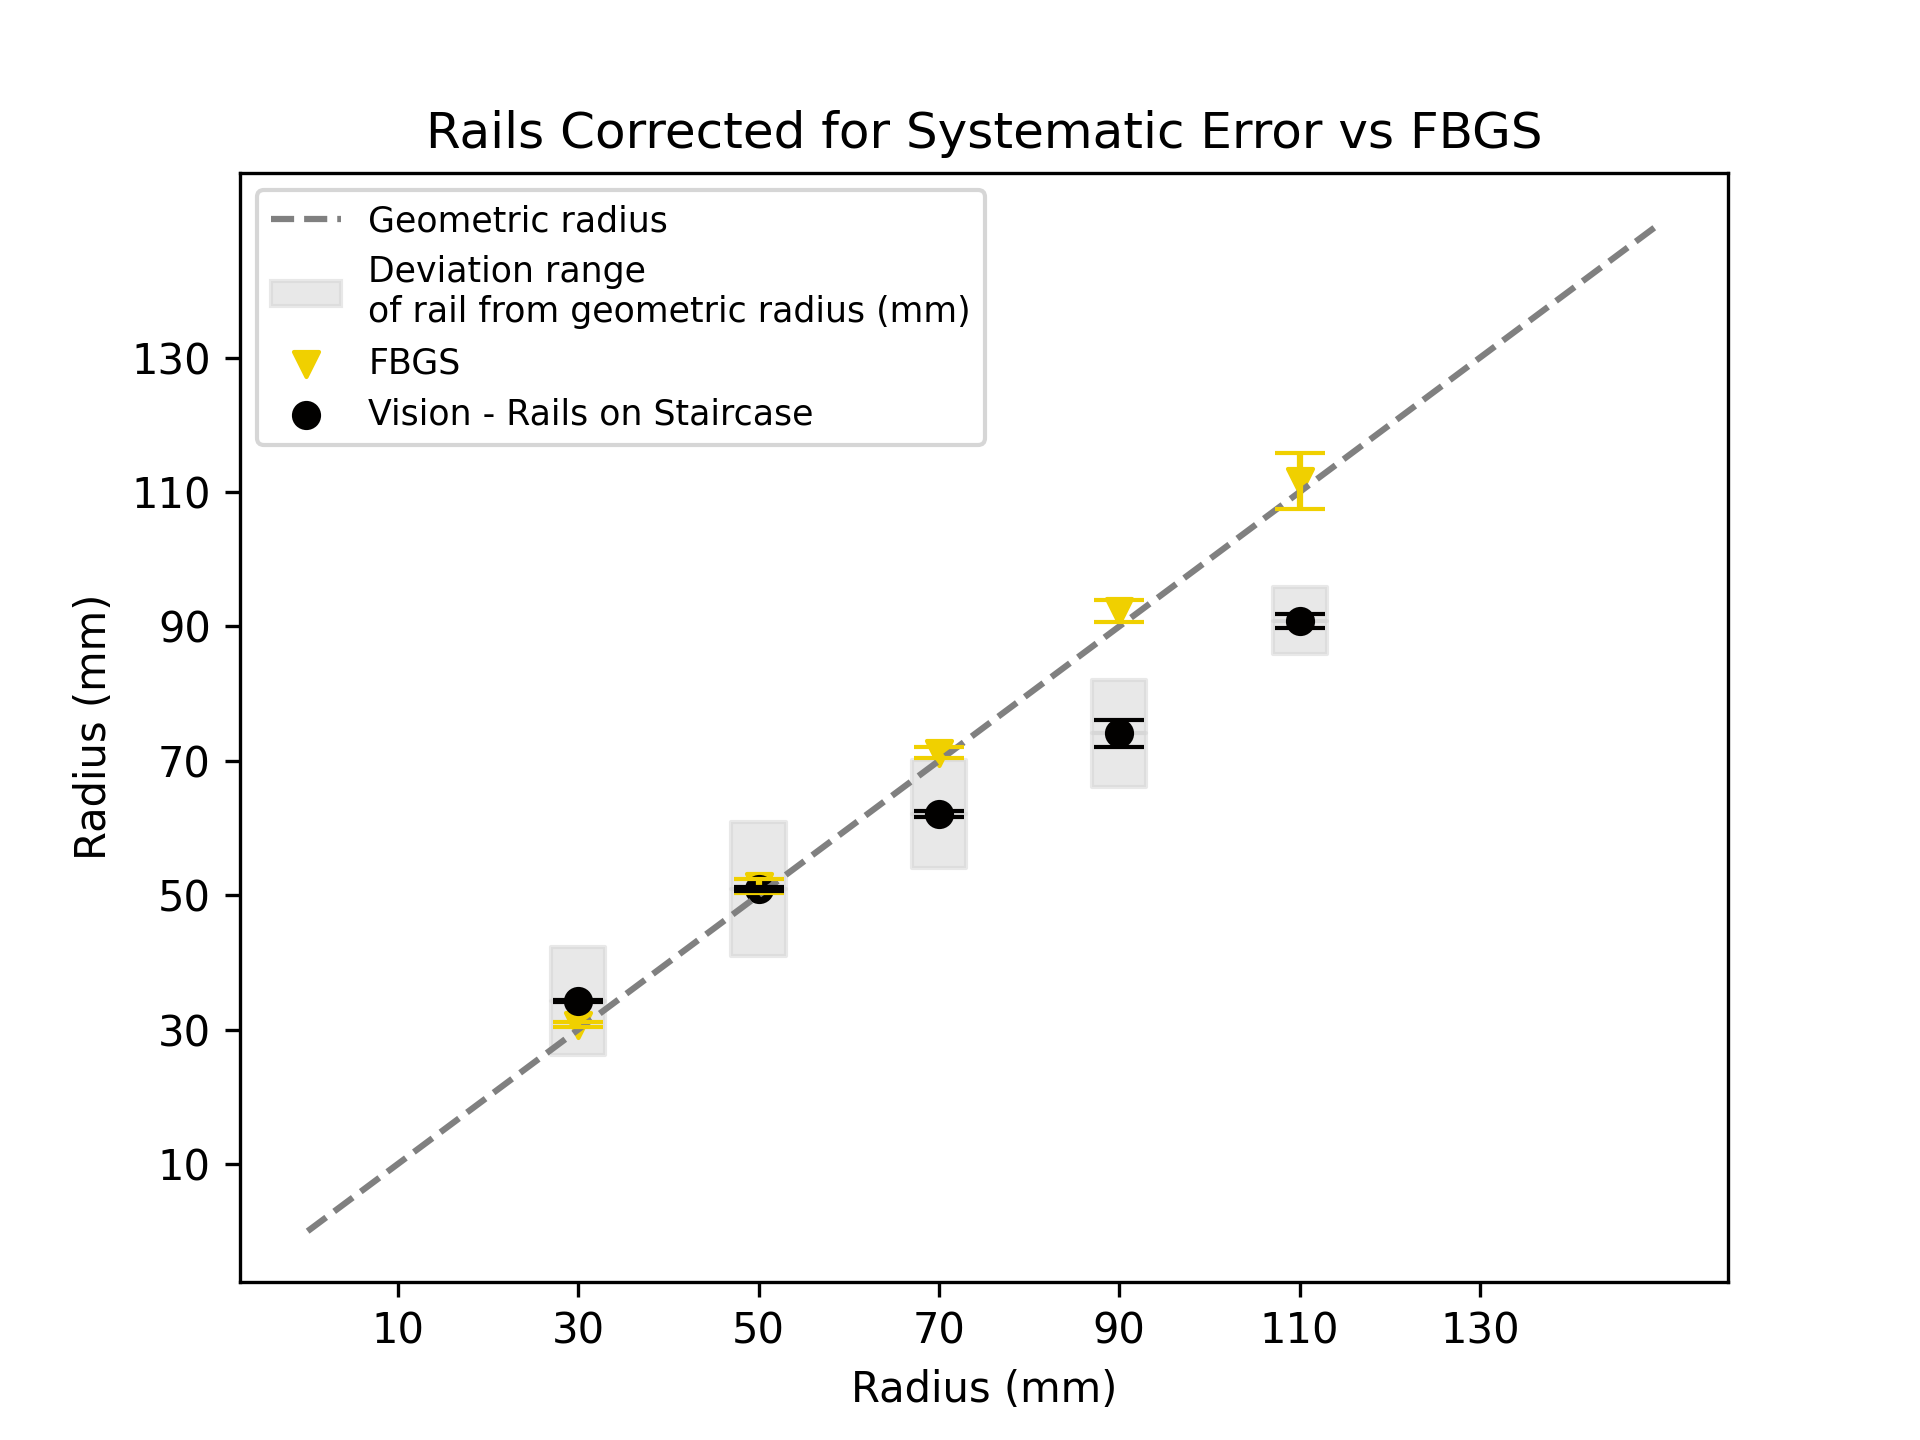 Rails Corrected for Systematic Error vs FBGS
Geometric radius
Deviation range
of rail from geometric radius (mm)
FBGS
Vision - Rails on Staircase
130
110
90
70
50
30
10
Radius (mm)
10 30 50 70 90 110 130
Radius (mm)